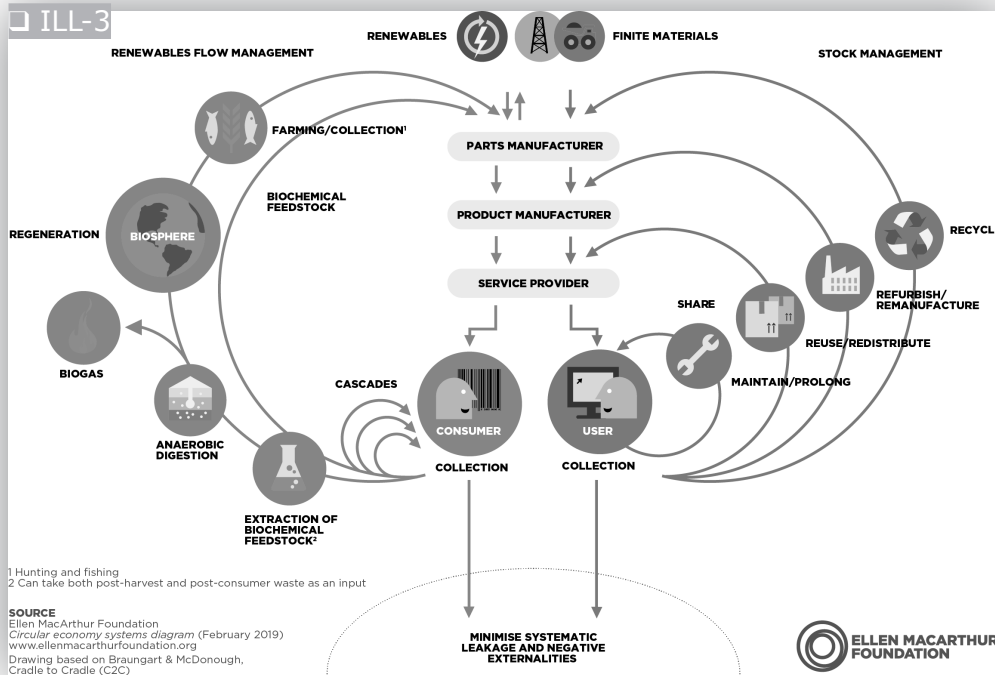 ❑ ILL-3
RENEWABLES
FINITE MATERIALS
RENEWABLES FLOW MANAGEMENT
STOCK MANAGEMENT
FARMING/COLLECTION¹
PARTS MANUFACTURER
BIOCHEMICAL
FEEDSTOCK
PRODUCT MANUFACTURER
REGENERATION
BIOSPHERE
RECYCL
SERVICE PROVIDER
SHARE
REFURBISH/
REMANUFACTURE
REUSE/REDISTRIBUTE
BIOGAS
CASCADES
MAINTAIN/PROLONG
CONSUMER
USER
ANAEROBIC
DIGESTION
COLLECTION
COLLECTION
EXTRACTION OF
BIOCHEMICAL
FEEDSTOCK²
1 Hunting and fishing
2 Can take both post-harvest and post-consumer waste as an input
SOURCE
Ellen MacArthur Foundation
Circular economy systems diagram (February 2019)
www.ellenmacarthurfoundation.org
Drawing based on Braungart & McDonough,
Cradle to Cradle (C2C)
MINIMISE SYSTEMATIC
LEAKAGE AND NEGATIVE
EXTERNALITIES
ELLEN MACARTHUR
FOUNDATION